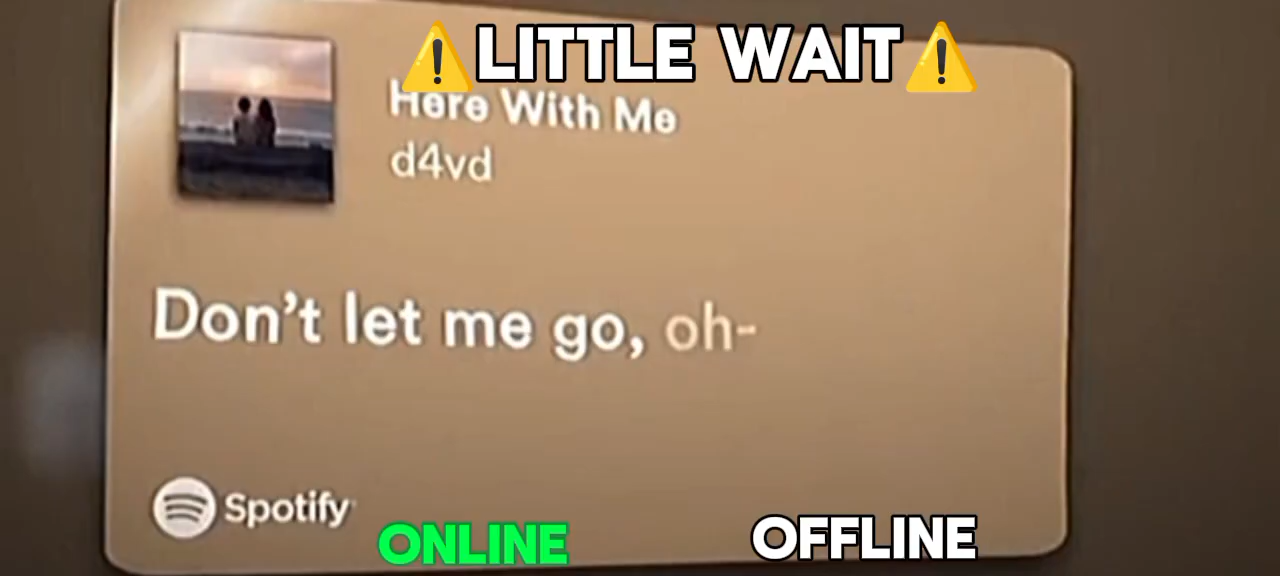 ⚠️LITTLE WAIT⚠️
Here With Me
d4vd
Don't let me go, oh-
Spotify
ONLINE
OFFLINE